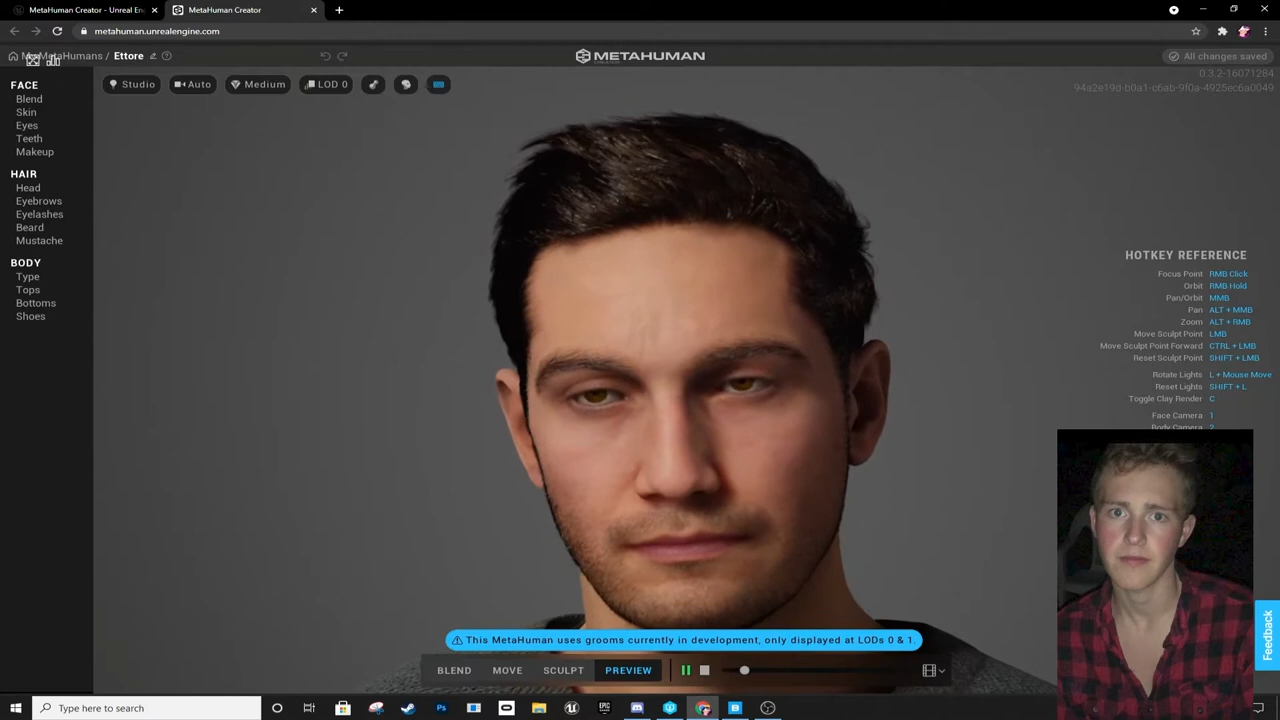 MetaHuman Creator - Unreal En
MetaHuman Creator
metahuman.unrealengine.com
MetaHumans / Ettore
METAHUMAN
All changes saved
0.3.2-16071284
94a2e19d-b0a1-c6ab-9f0a-4925ec6a0049
Studio
Auto
Medium
LOD 0
FACE
Blend
Skin
Eyes
Teeth
Makeup
HAIR
Head
Eyebrows
Eyelashes
Beard
Mustache
BODY
Type
Tops
Bottoms
Shoes
HOTKEY REFERENCE
Focus Point RMB Click
Orbit RMB Hold
Pan/Orbit MMB
Pan ALT + MMB
Zoom ALT + RMB
Move Sculpt Point LMB
Move Sculpt Point Forward CTRL + LMB
Reset Sculpt Point SHIFT + LMB
Rotate Lights L + Mouse Move
Reset Lights SHIFT + L
Toggle Clay Render C
Face Camera 1
Body Camera 2
Feedback
This MetaHuman uses grooms currently in development, only displayed at LODs 0 & 1.
BLEND
MOVE
SCULPT
PREVIEW
Type here to search
Ps
EPIC